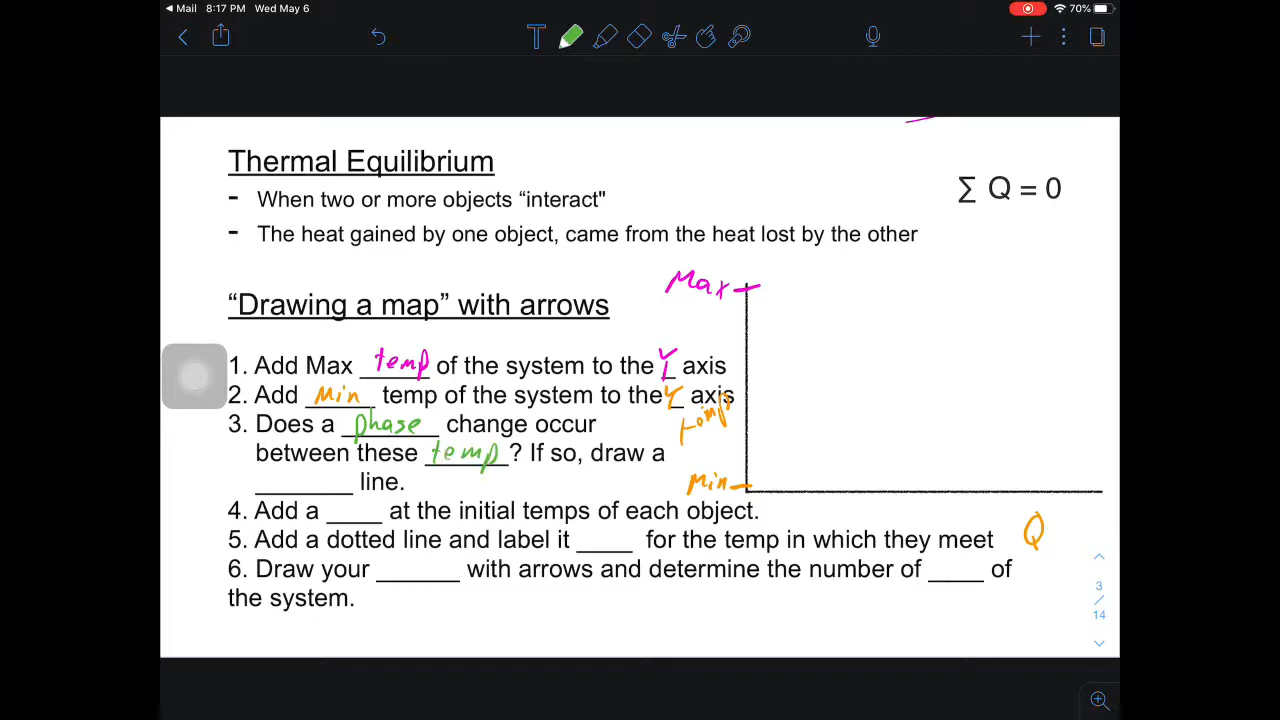 Mail 8:17 PM Wed May 6 70%
Thermal Equilibrium
- When two or more objects “interact"
- The heat gained by one object, came from the heat lost by the other
∑ Q = 0
“Drawing a map” with arrows
1. Add Max temp of the system to the Y axis
2. Add Min temp of the system to the Y axis
3. Does a phase change occur
between these temp? If so, draw a
_______ line.
4. Add a ____ at the initial temps of each object.
5. Add a dotted line and label it ____ for the temp in which they meet
6. Draw your ______ with arrows and determine the number of ____ of
the system.
Max
temp
Min
Q
3
/
14